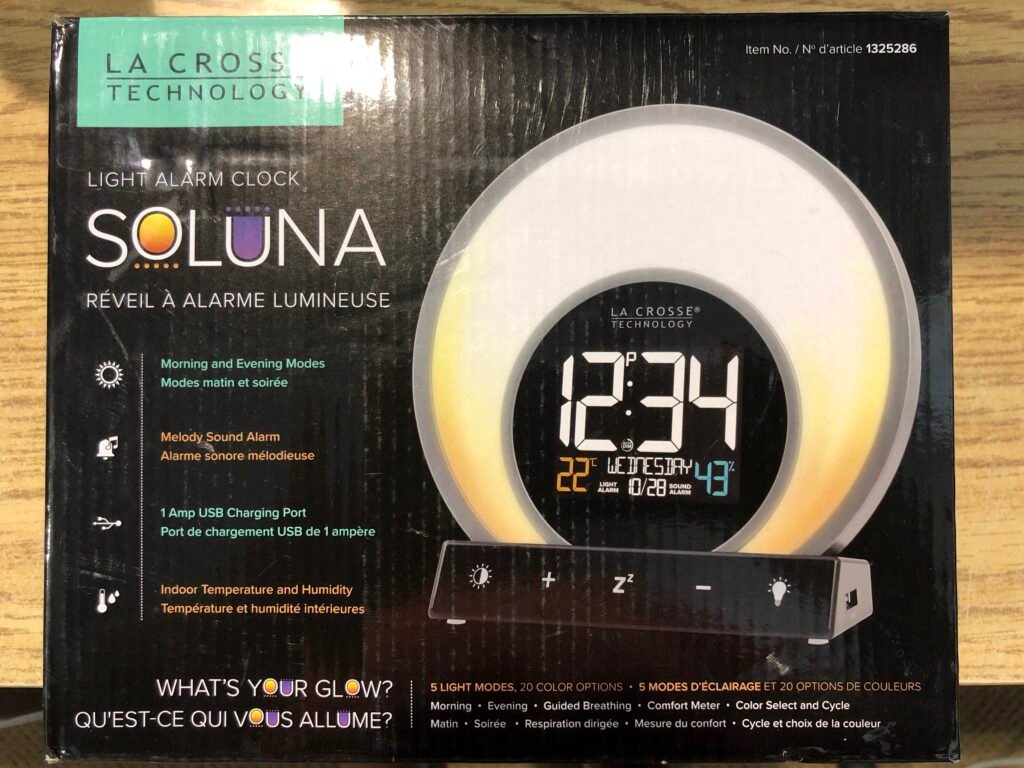 LA CROSSE
TECHNOLOGY
Item No. / Nº d'article 1325286
LIGHT ALARM CLOCK
SOLUNA
RÉVEIL À ALARME LUMINEUSE
Morning and Evening Modes
Modes matin et soirée
Melody Sound Alarm
Alarme sonore mélodieuse
1 Amp USB Charging Port
Port de chargement USB de 1 ampère
Indoor Temperature and Humidity
Température et humidité intérieures
LA CROSSE®
TECHNOLOGY
P
12:34
22°C WEDNESDAY 43%
LIGHT ALARM 10/28 SOUND ALARM
+ Zz −
WHAT'S YOUR GLOW?
QU'EST-CE QUI VOUS ALLUME?
5 LIGHT MODES, 20 COLOR OPTIONS • 5 MODES D'ÉCLAIRAGE ET 20 OPTIONS DE COULEURS
Morning • Evening • Guided Breathing • Comfort Meter • Color Select and Cycle
Matin • Soirée • Respiration dirigée • Mesure du confort • Cycle et choix de la couleur